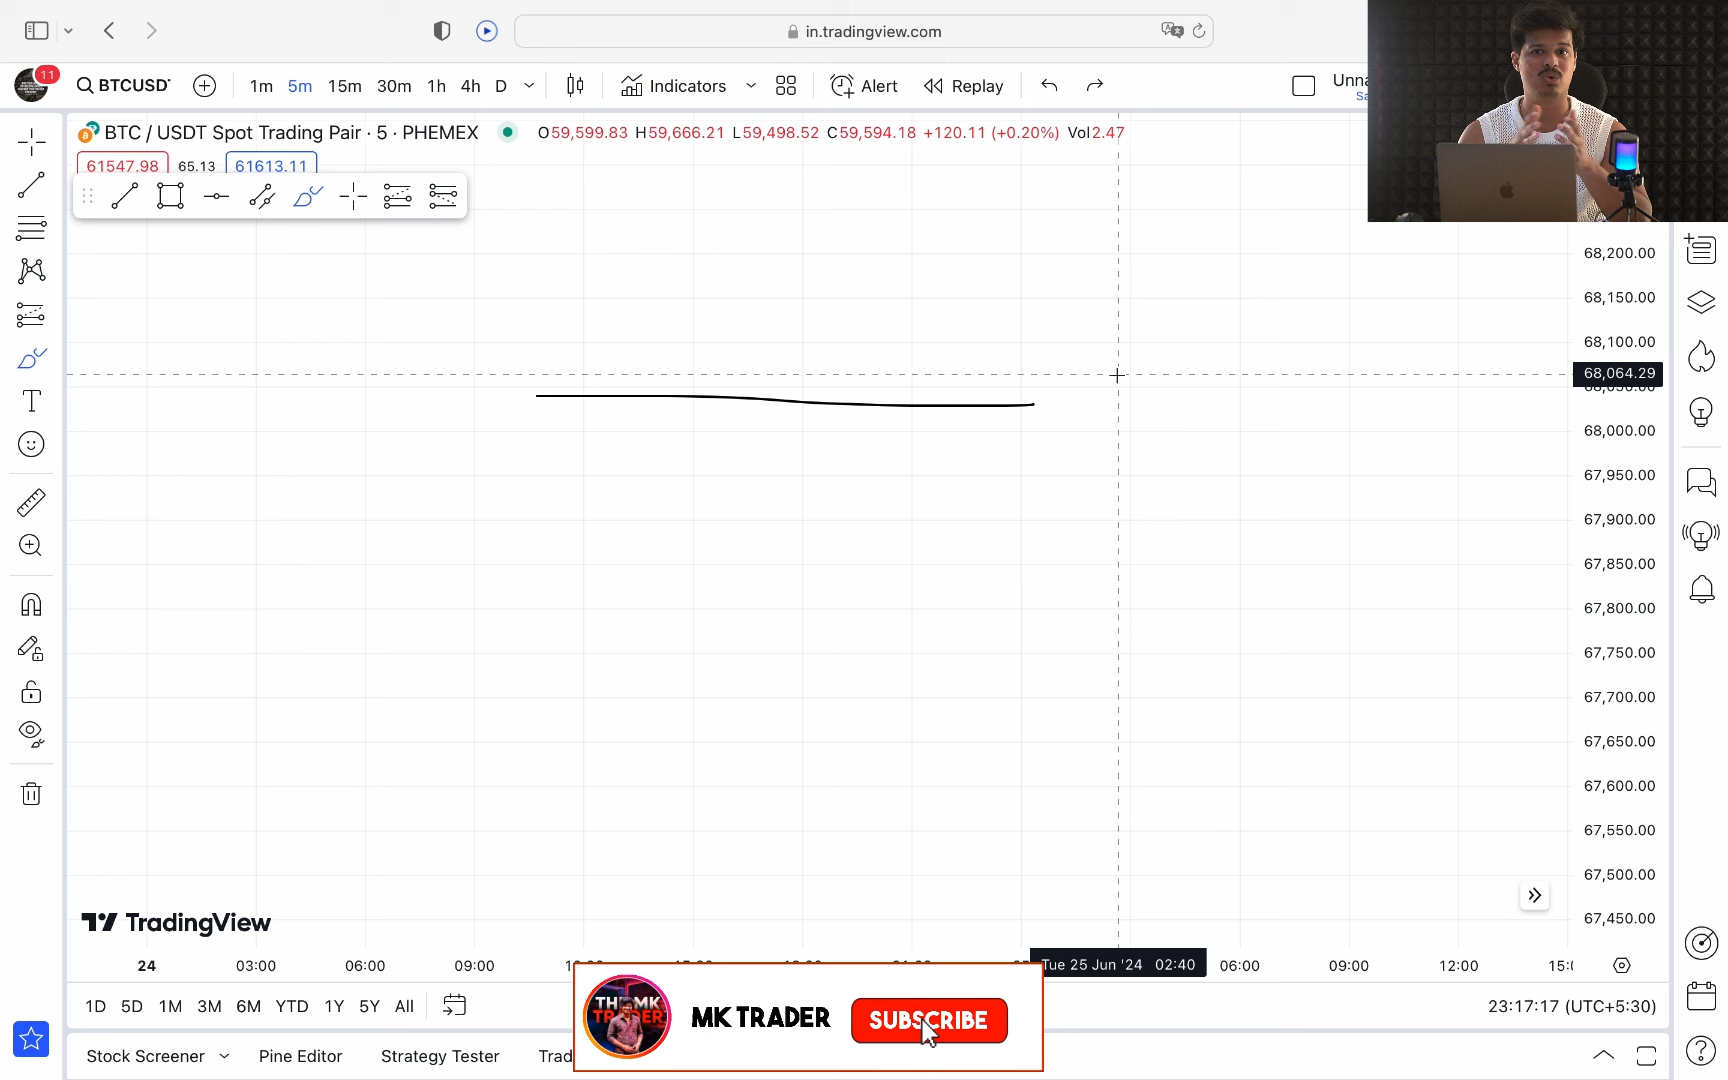 in.tradingview.com
11
BTCUSDT
1m 5m 15m 30m 1h 4h D
Indicators
Alert
Replay
BTC / USDT Spot Trading Pair · 5 · PHEMEX
O59,599.83 H59,666.21 L59,498.52 C59,594.18 +120.11 (+0.20%) Vol2.47
61547.98 65.13 61613.11
68,200.00
68,150.00
68,100.00
68,064.29
68,000.00
67,950.00
67,900.00
67,850.00
67,800.00
67,750.00
67,700.00
67,650.00
67,600.00
67,550.00
67,500.00
67,450.00
TradingView
24 03:00 06:00 09:00
Tue 25 Jun '24 02:40
06:00 09:00 12:00
1D 5D 1M 3M 6M YTD 1Y 5Y All
23:17:17 (UTC+5:30)
THE MK
TRADER
MK TRADER
SUBSCRIBE
Stock Screener Pine Editor Strategy Tester